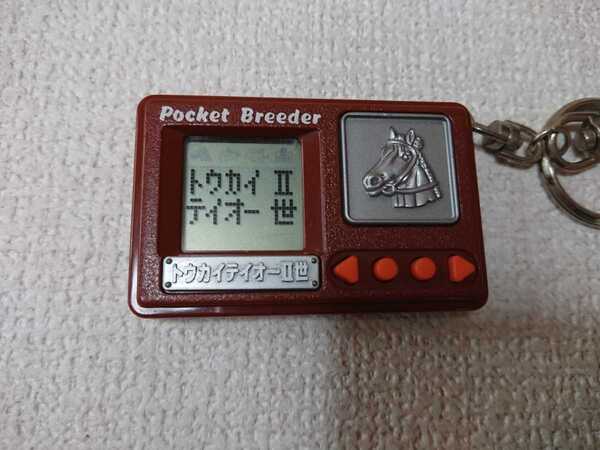 Pocket Breeder
トウカイ II
テイオー 世
トウカイテイオーII世